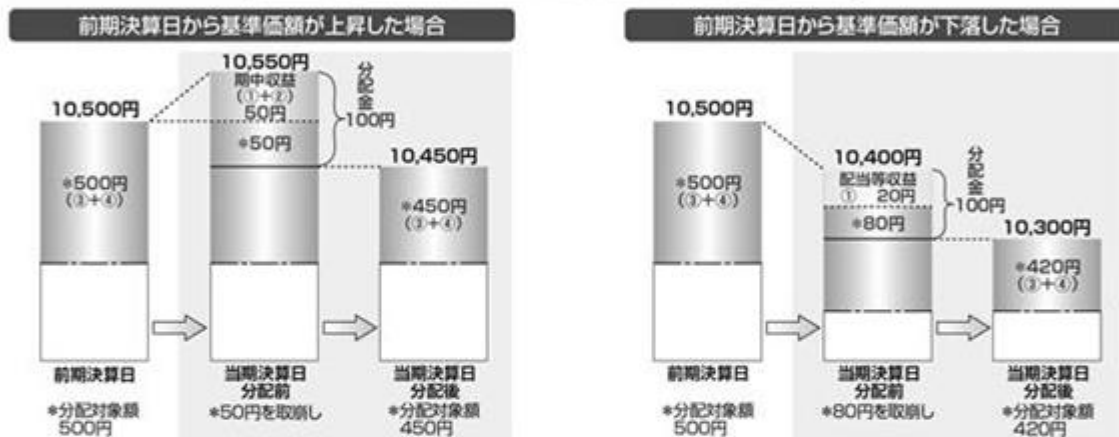 前期決算日から基準価額が上昇した場合
10,550円
期中収益
(①+②)
50円
*50円
分配金
100円
10,500円
*500円
(③+④)
10,450円
*450円
(③+④)
前期決算日
当期決算日
分配前
当期決算日
分配後
*分配対象額
500円
*50円を取崩し
*分配対象額
450円
前期決算日から基準価額が下落した場合
10,500円
*500円
(③+④)
10,400円
配当等収益
① 20円
*80円
分配金
100円
10,300円
*420円
(③+④)
前期決算日
当期決算日
分配前
当期決算日
分配後
*分配対象額
500円
*80円を取崩し
*分配対象額
420円